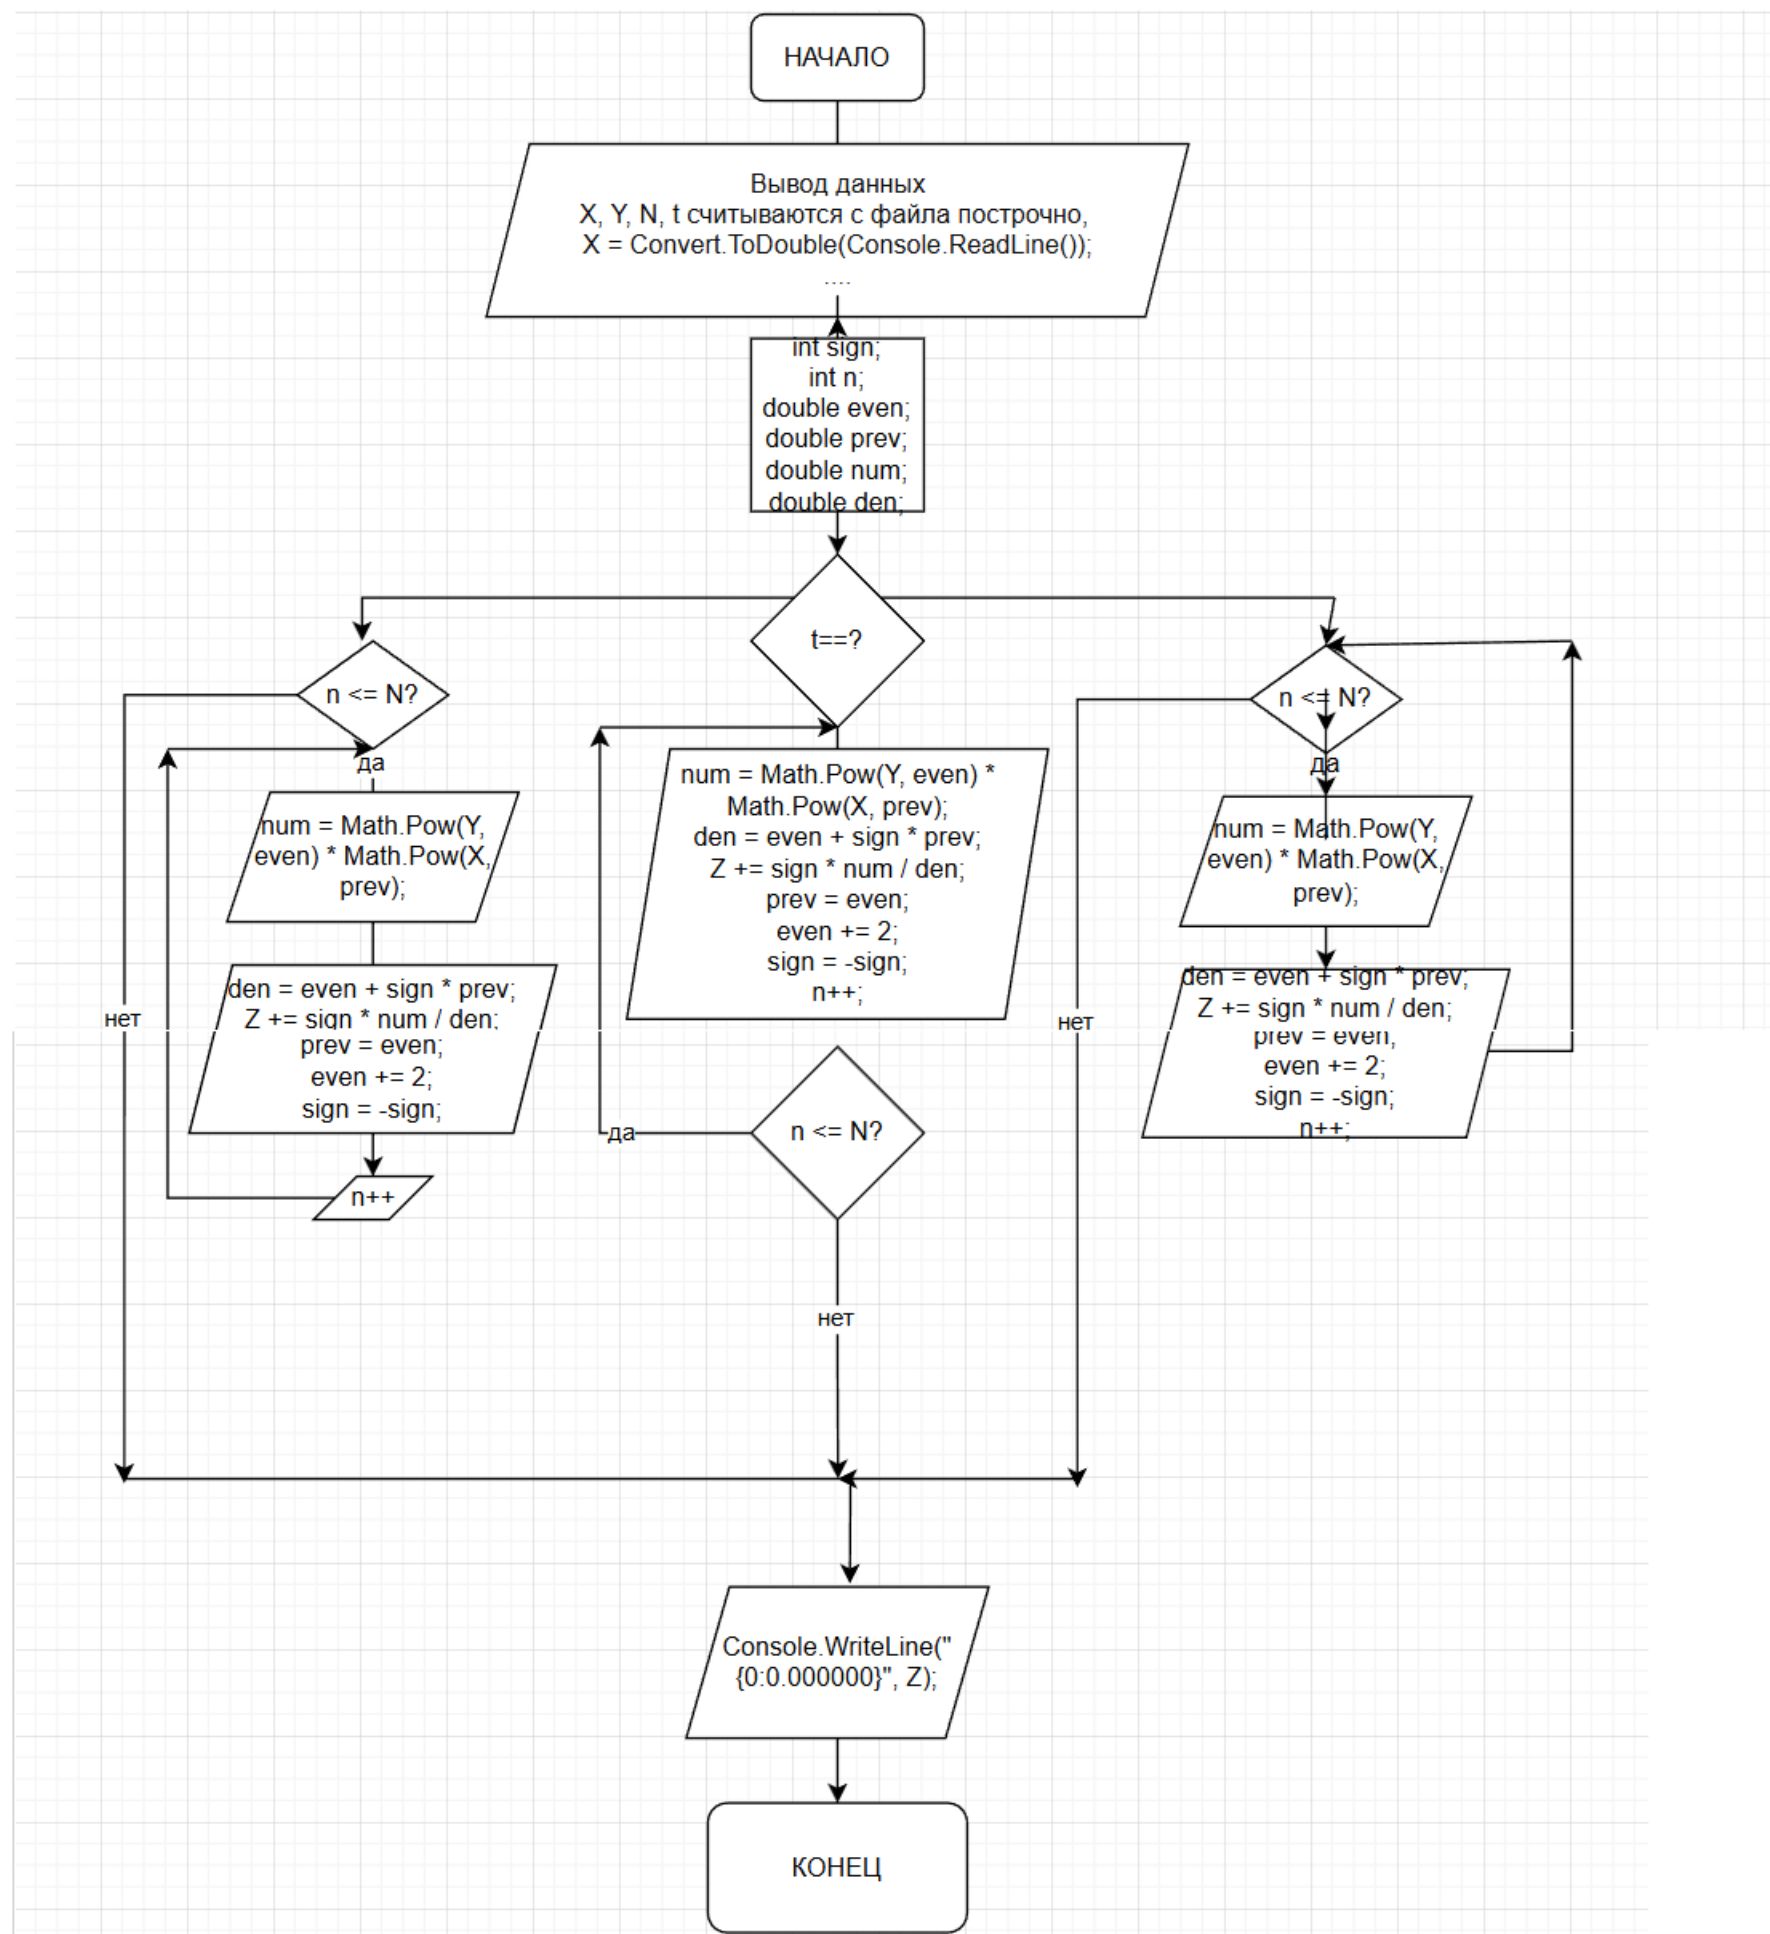 НАЧАЛО
Вывод данных
X, Y, N, t считываются с файла построчно,
X = Convert.ToDouble(Console.ReadLine());
....
int sign;
int n;
double even;
double prev;
double num;
double den;
t==?
n <= N?
да
num = Math.Pow(Y,
even) * Math.Pow(X,
prev);
den = even + sign * prev;
Z += sign * num / den;
prev = even;
even += 2;
sign = -sign;
n++
нет
num = Math.Pow(Y, even) *
Math.Pow(X, prev);
den = even + sign * prev;
Z += sign * num / den;
prev = even;
even += 2;
sign = -sign;
n++;
n <= N?
да
нет
n <= N?
да
num = Math.Pow(Y,
even) * Math.Pow(X,
prev);
den = even + sign * prev;
Z += sign * num / den;
prev = even,
even += 2;
sign = -sign;
n++;
нет
Console.WriteLine("
{0:0.000000}", Z);
КОНЕЦ